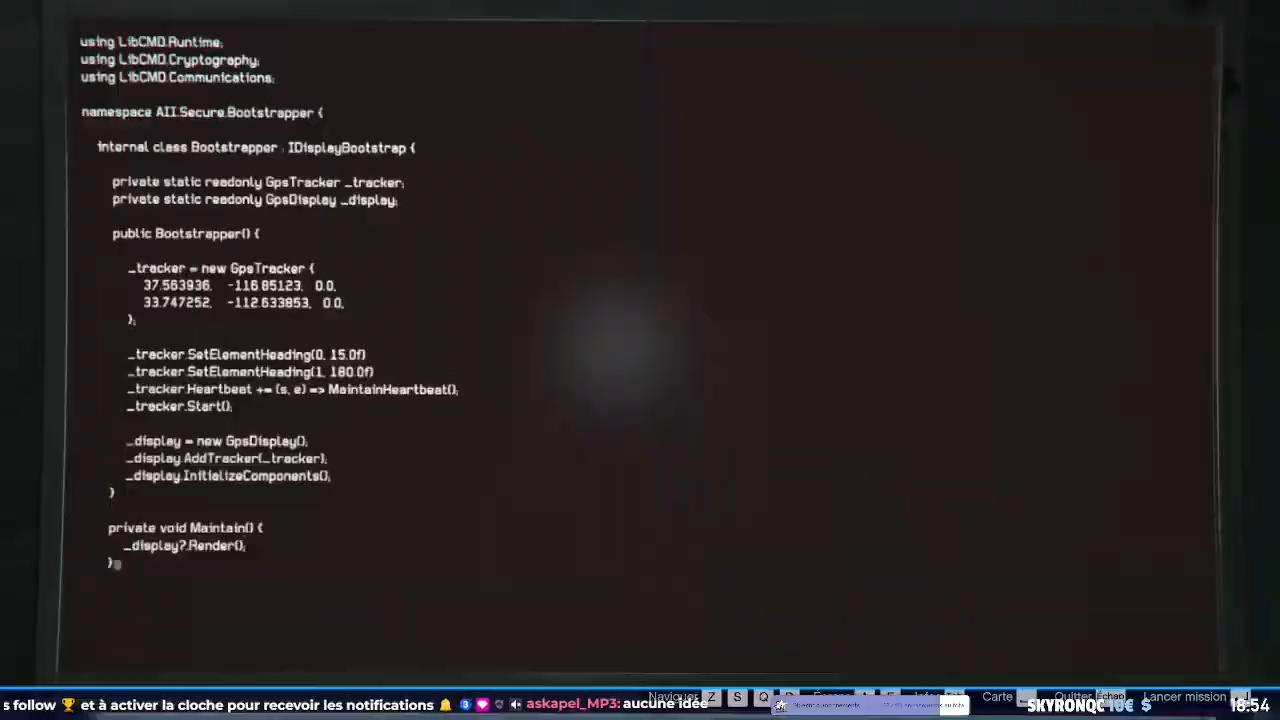 using LibCMD.Runtime;
using LibCMD.Cryptography;
using LibCMD.Communications;
namespace AII.Secure.Bootstrapper {
internal class Bootstrapper : IDisplayBootstrap {
private static readonly GpsTracker _tracker;
private static readonly GpsDisplay _display;
public Bootstrapper() {
_tracker = new GpsTracker {
37.563936, -116.85123, 0.0,
33.747252, -112.633853, 0.0,
};
_tracker.SetElementHeading(0, 15.0f)
_tracker.SetElementHeading(1, 180.0f)
_tracker.Heartbeat += (s, e) => MaintainHeartbeat();
_tracker.Start();
_display = new GpsDisplay();
_display.AddTracker(_tracker);
_display.InitializeComponents();
}
private void Maintain() {
_display?.Render();
}
Naviguer Z S Q Carte Quitter Echap Lancer mission
s follow 🏆 et à activer la cloche pour recevoir les notifications 🔔 askapel_MP3: aucune idée SKYRONQC 10€ $ 18:54